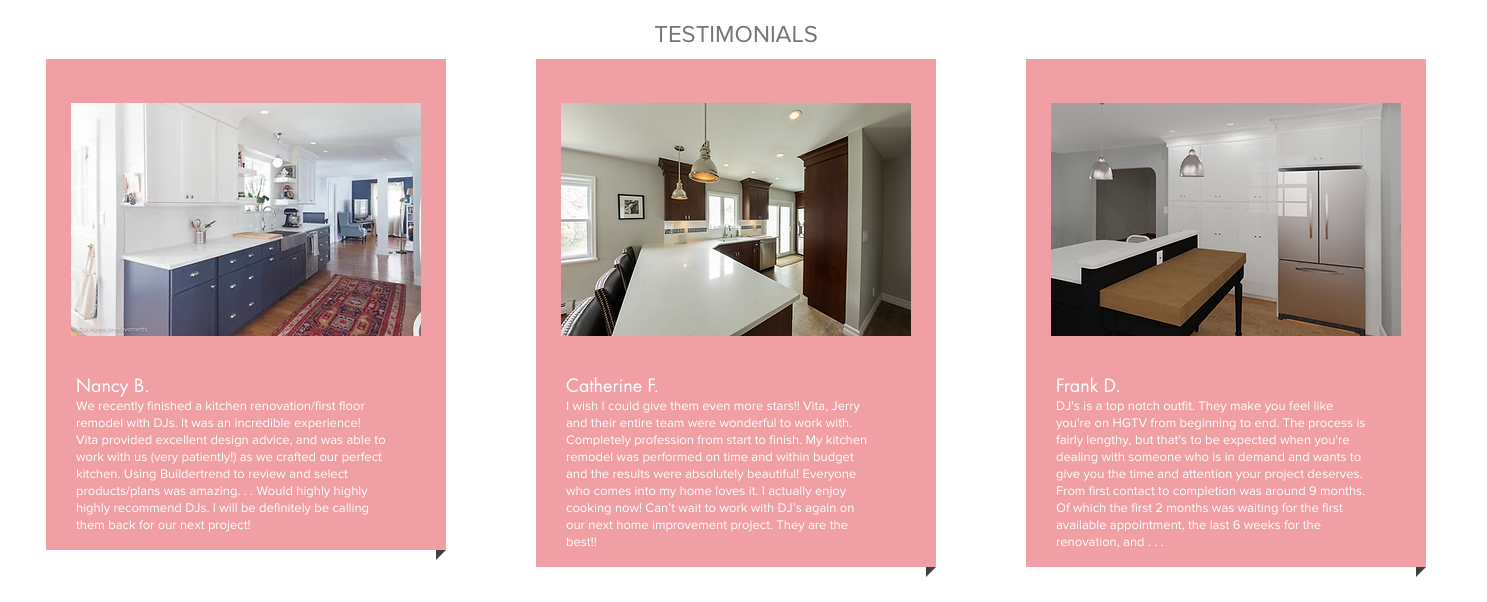 TESTIMONIALS
Nancy B.
We recently finished a kitchen renovation/first floor
remodel with DJs. It was an incredible experience!
Vita provided excellent design advice, and was able to
work with us (very patiently!) as we crafted our perfect
kitchen. Using Buildertrend to review and select
products/plans was amazing. . . Would highly highly
highly recommend DJs. I will be definitely be calling
them back for our next project!
Catherine F.
I wish I could give them even more stars!! Vita, Jerry
and their entire team were wonderful to work with.
Completely profession from start to finish. My kitchen
remodel was performed on time and within budget
and the results were absolutely beautiful! Everyone
who comes into my home loves it. I actually enjoy
cooking now! Can't wait to work with DJ's again on
our next home improvement project. They are the
best!!
Frank D.
DJ's is a top notch outfit. They make you feel like
you're on HGTV from beginning to end. The process is
fairly lengthy, but that's to be expected when you're
dealing with someone who is in demand and wants to
give you the time and attention your project deserves.
From first contact to completion was around 9 months.
Of which the first 2 months was waiting for the first
available appointment, the last 6 weeks for the
renovation, and . . .